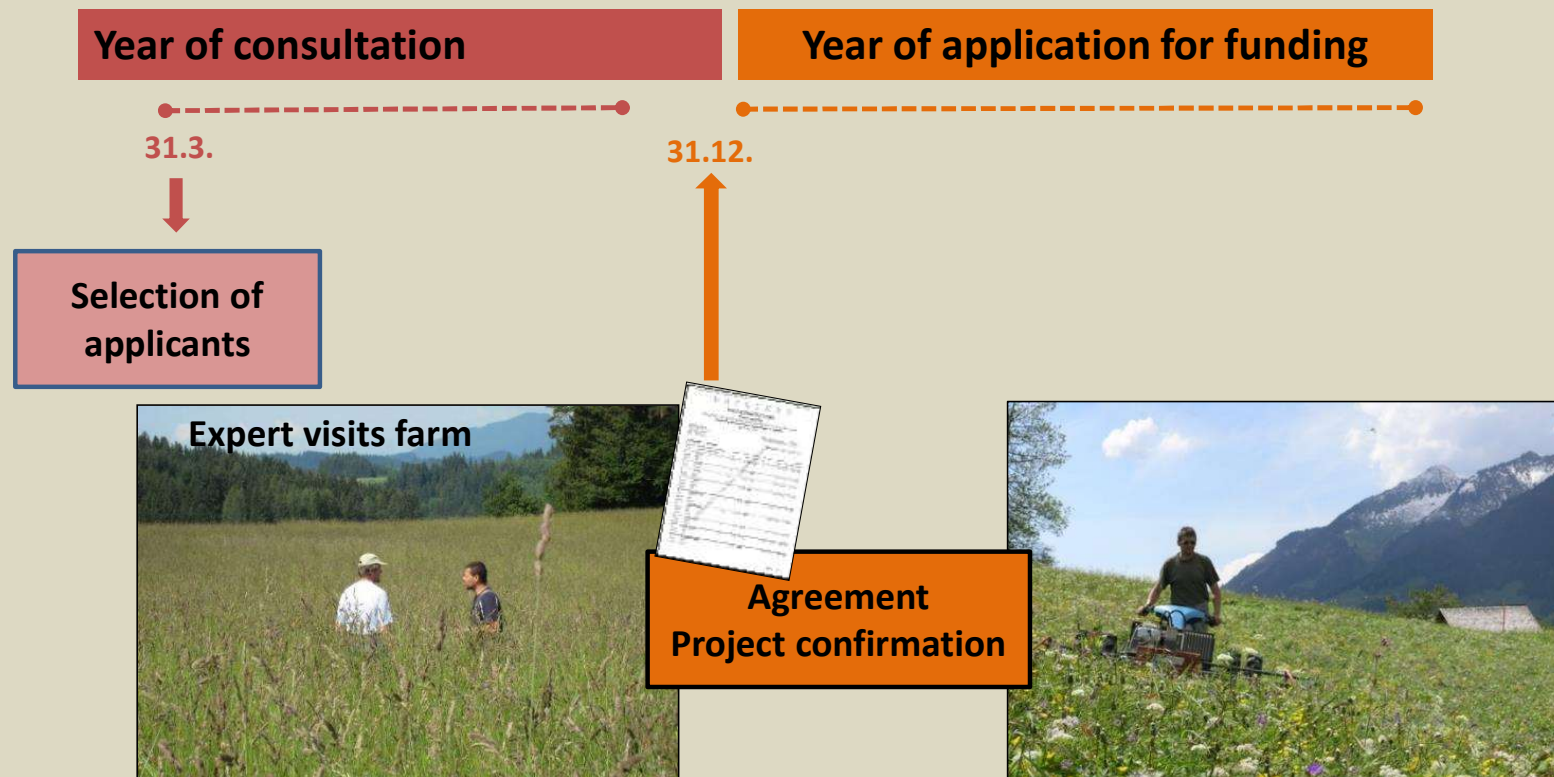 Year of consultation
Year of application for funding
31.3.
31.12.
Selection of
applicants
Expert visits farm
Agreement
Project confirmation